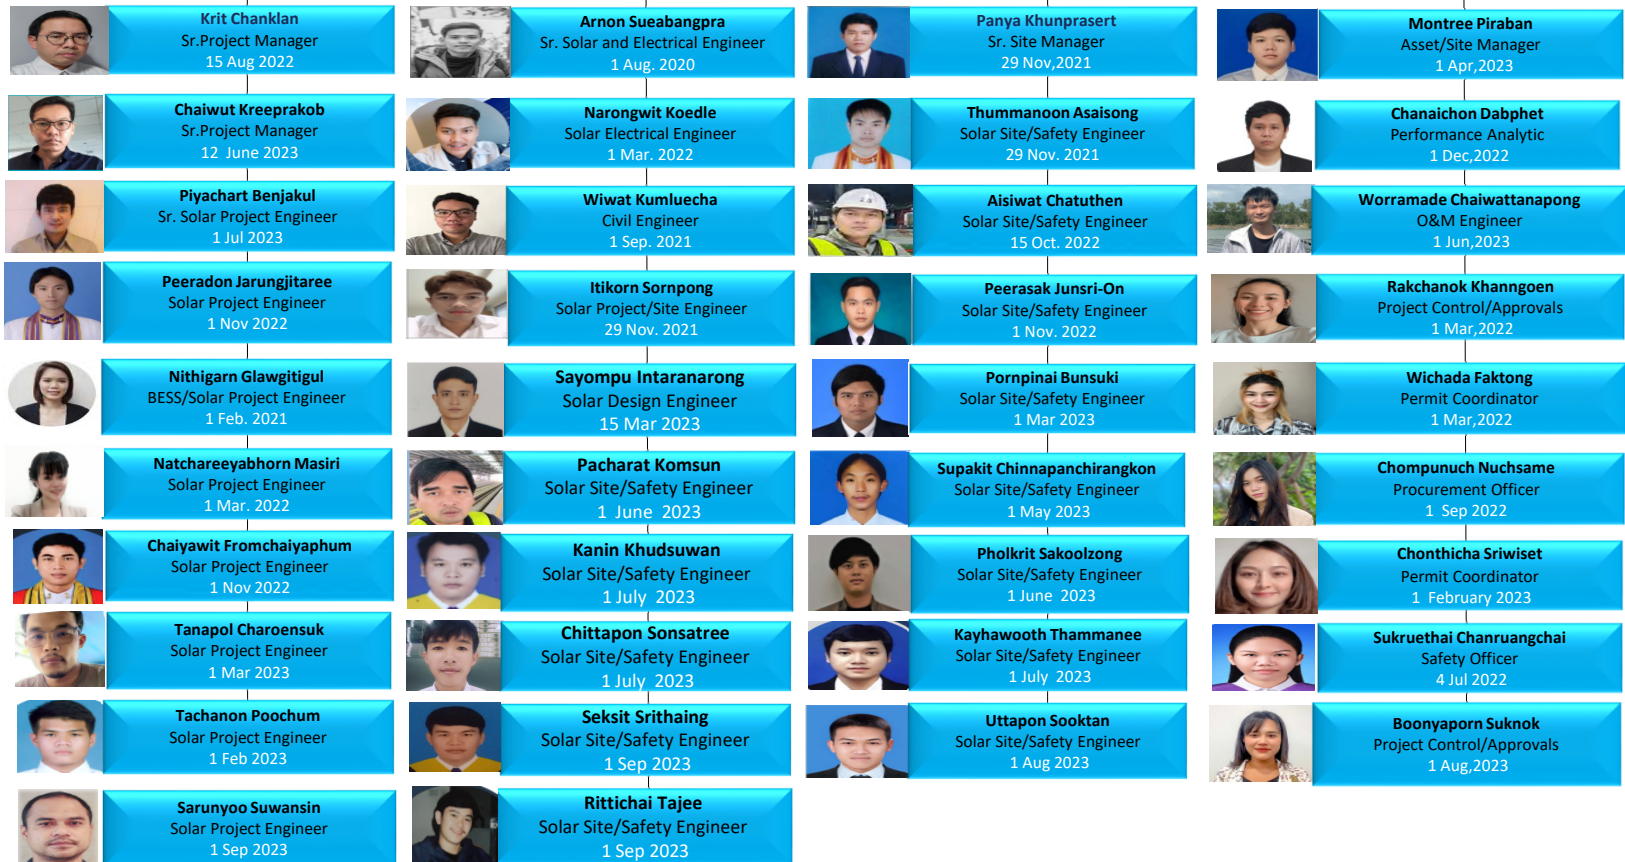 Krit Chanklan
Sr.Project Manager
15 Aug 2022
Chaiwut Kreeprakob
Sr.Project Manager
12 June 2023
Piyachart Benjakul
Sr. Solar Project Engineer
1 Jul 2023
Peeradon Jarungjitaree
Solar Project Engineer
1 Nov 2022
Nithigarn Glawgitigul
BESS/Solar Project Engineer
1 Feb. 2021
Natchareeyabhorn Masiri
Solar Project Engineer
1 Mar. 2022
Chaiyawit Fromchaiyaphum
Solar Project Engineer
1 Nov 2022
Tanapol Charoensuk
Solar Project Engineer
1 Mar 2023
Tachanon Poochum
Solar Project Engineer
1 Feb 2023
Sarunyoo Suwansin
Solar Project Engineer
1 Sep 2023
Arnon Sueabangpra
Sr. Solar and Electrical Engineer
1 Aug. 2020
Narongwit Koedle
Solar Electrical Engineer
1 Mar. 2022
Wiwat Kumluecha
Civil Engineer
1 Sep. 2021
Itikorn Sornpong
Solar Project/Site Engineer
29 Nov. 2021
Sayompu Intaranarong
Solar Design Engineer
15 Mar 2023
Pacharat Komsun
Solar Site/Safety Engineer
1 June 2023
Kanin Khudsuwan
Solar Site/Safety Engineer
1 July 2023
Chittapon Sonsatree
Solar Site/Safety Engineer
1 July 2023
Seksit Srithaing
Solar Site/Safety Engineer
1 Sep 2023
Rittichai Tajee
Solar Site/Safety Engineer
1 Sep 2023
Panya Khunprasert
Sr. Site Manager
29 Nov,2021
Thummanoon Asaisong
Solar Site/Safety Engineer
29 Nov. 2021
Aisiwat Chatuthen
Solar Site/Safety Engineer
15 Oct. 2022
Peerasak Junsri-On
Solar Site/Safety Engineer
1 Nov. 2022
Pornpinai Bunsuki
Solar Site/Safety Engineer
1 Mar 2023
Supakit Chinnapanchirangkon
Solar Site/Safety Engineer
1 May 2023
Pholkrit Sakoolzong
Solar Site/Safety Engineer
1 June 2023
Kayhawooth Thammanee
Solar Site/Safety Engineer
1 July 2023
Uttapon Sooktan
Solar Site/Safety Engineer
1 Aug 2023
Montree Piraban
Asset/Site Manager
1 Apr,2023
Chanaichon Dabphet
Performance Analytic
1 Dec,2022
Worramade Chaiwattanapong
O&M Engineer
1 Jun,2023
Rakchanok Khanngoen
Project Control/Approvals
1 Mar,2022
Wichada Faktong
Permit Coordinator
1 Mar,2022
Chompunuch Nuchsame
Procurement Officer
1 Sep 2022
Chonthicha Sriwiset
Permit Coordinator
1 February 2023
Sukruethai Chanruangchai
Safety Officer
4 Jul 2022
Boonyaporn Suknok
Project Control/Approvals
1 Aug,2023